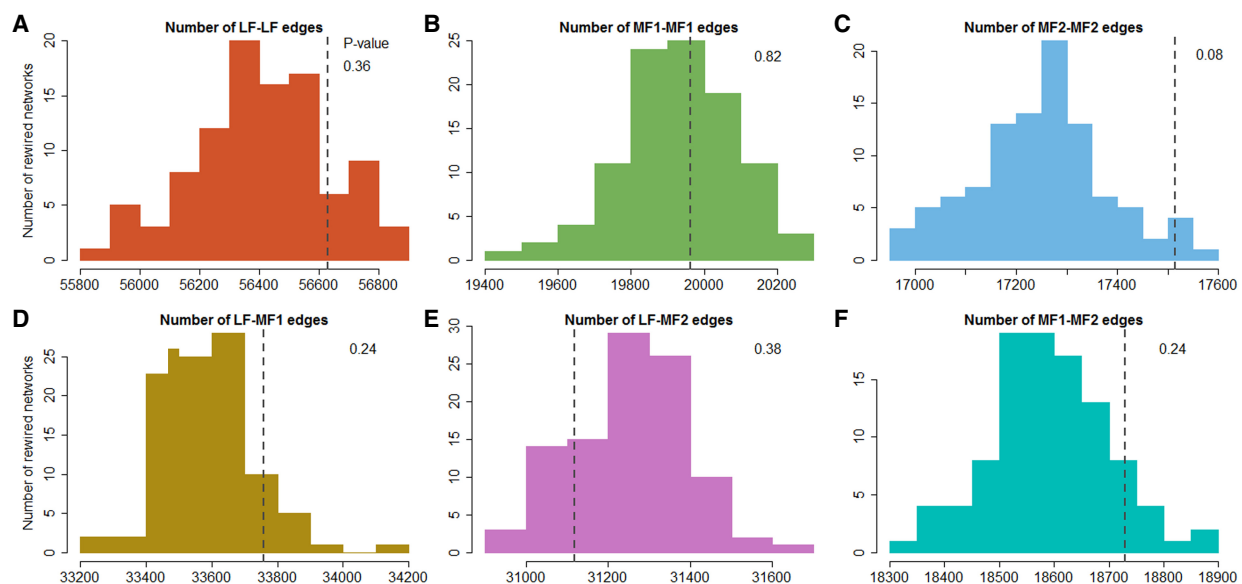 A
Number of LF-LF edges
P-value
0.36
Number of rewired networks
20
15
10
5
0
55800 56000 56200 56400 56600 56800
B
Number of MF1-MF1 edges
0.82
25
20
15
10
5
0
19400 19600 19800 20000 20200
C
Number of MF2-MF2 edges
0.08
20
15
10
5
0
17000 17200 17400 17600
D
Number of LF-MF1 edges
0.24
Number of rewired networks
25
20
15
10
5
0
33200 33400 33600 33800 34000 34200
E
Number of LF-MF2 edges
0.38
30
25
20
15
10
5
0
31000 31200 31400 31600
F
Number of MF1-MF2 edges
0.24
15
10
5
0
18300 18500 18600 18700 18800 18900